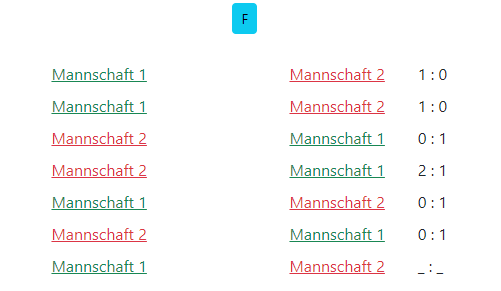 F
Mannschaft 1 Mannschaft 2 1 : 0
Mannschaft 1 Mannschaft 2 1 : 0
Mannschaft 2 Mannschaft 1 0 : 1
Mannschaft 2 Mannschaft 1 2 : 1
Mannschaft 1 Mannschaft 2 0 : 1
Mannschaft 2 Mannschaft 1 0 : 1
Mannschaft 1 Mannschaft 2 _ : _